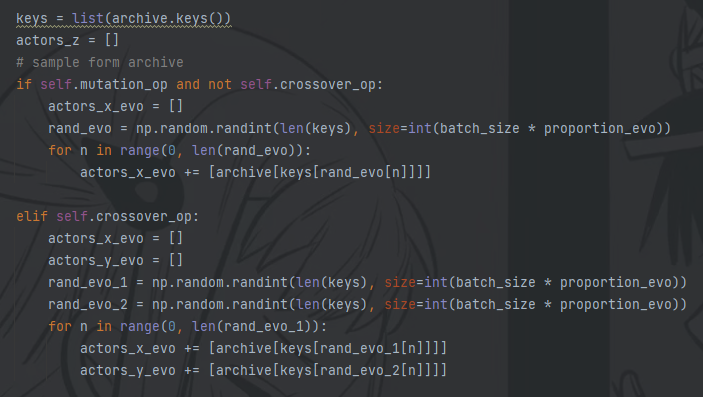 keys = list(archive.keys())
actors_z = []
# sample form archive
if self.mutation_op and not self.crossover_op:
    actors_x_evo = []
    rand_evo = np.random.randint(len(keys), size=int(batch_size * proportion_evo))
    for n in range(0, len(rand_evo)):
        actors_x_evo += [archive[keys[rand_evo[n]]]]

elif self.crossover_op:
    actors_x_evo = []
    actors_y_evo = []
    rand_evo_1 = np.random.randint(len(keys), size=int(batch_size * proportion_evo))
    rand_evo_2 = np.random.randint(len(keys), size=int(batch_size * proportion_evo))
    for n in range(0, len(rand_evo_1)):
        actors_x_evo += [archive[keys[rand_evo_1[n]]]]
        actors_y_evo += [archive[keys[rand_evo_2[n]]]]